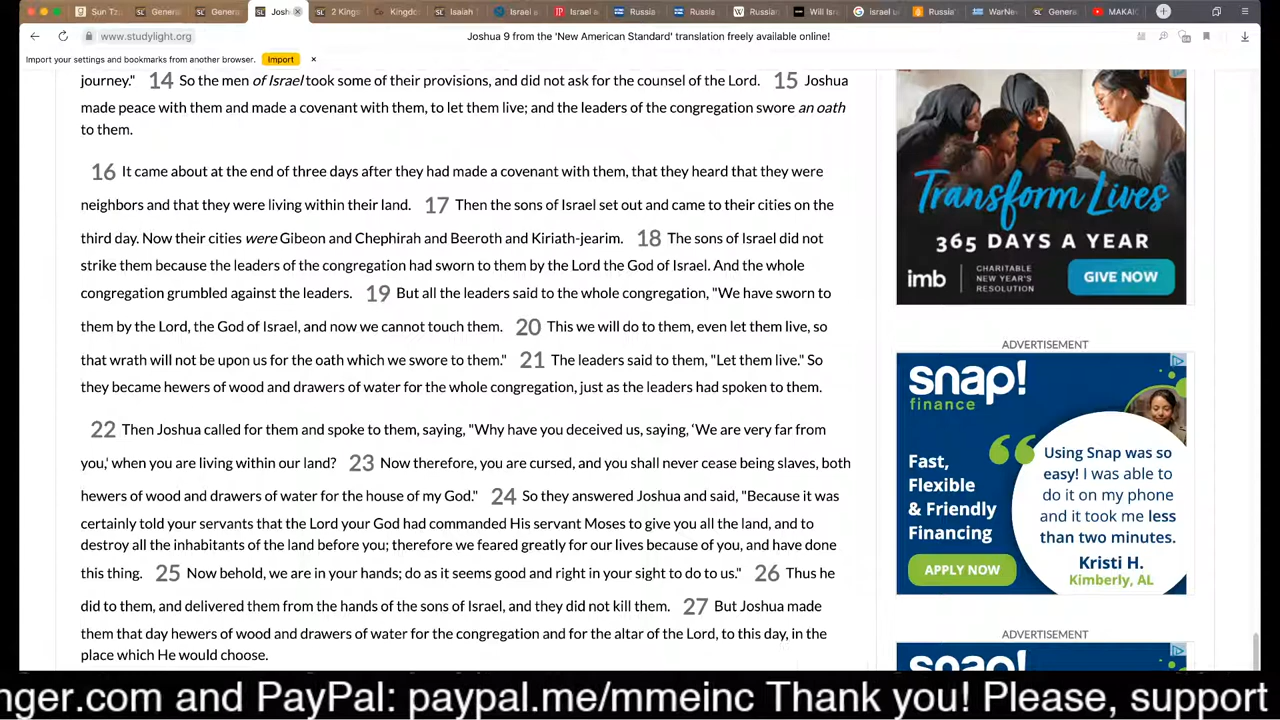 Sun Tz
Genera
Genera
Josh
2 Kings
Kingdo
Isaiah
Israel a
Israel a
Russia
Russia
Russia
Will Isr
israel u
Russia'
WarNe
Genera
MAKAI
www.studylight.org
Joshua 9 from the 'New American Standard' translation freely available online!
Import your settings and bookmarks from another browser. Import
journey." 14 So the men of Israel took some of their provisions, and did not ask for the counsel of the Lord. 15 Joshua
made peace with them and made a covenant with them, to let them live; and the leaders of the congregation swore an oath
to them.
16 It came about at the end of three days after they had made a covenant with them, that they heard that they were
neighbors and that they were living within their land. 17 Then the sons of Israel set out and came to their cities on the
third day. Now their cities were Gibeon and Chephirah and Beeroth and Kiriath-jearim. 18 The sons of Israel did not
strike them because the leaders of the congregation had sworn to them by the Lord the God of Israel. And the whole
congregation grumbled against the leaders. 19 But all the leaders said to the whole congregation, "We have sworn to
them by the Lord, the God of Israel, and now we cannot touch them. 20 This we will do to them, even let them live, so
that wrath will not be upon us for the oath which we swore to them." 21 The leaders said to them, "Let them live." So
they became hewers of wood and drawers of water for the whole congregation, just as the leaders had spoken to them.
22 Then Joshua called for them and spoke to them, saying, "Why have you deceived us, saying, ‘We are very far from
you,' when you are living within our land? 23 Now therefore, you are cursed, and you shall never cease being slaves, both
hewers of wood and drawers of water for the house of my God." 24 So they answered Joshua and said, "Because it was
certainly told your servants that the Lord your God had commanded His servant Moses to give you all the land, and to
destroy all the inhabitants of the land before you; therefore we feared greatly for our lives because of you, and have done
this thing. 25 Now behold, we are in your hands; do as it seems good and right in your sight to do to us." 26 Thus he
did to them, and delivered them from the hands of the sons of Israel, and they did not kill them. 27 But Joshua made
them that day hewers of wood and drawers of water for the congregation and for the altar of the Lord, to this day, in the
place which He would choose.
Transform Lives
365 DAYS A YEAR
imb
CHARITABLE
NEW YEAR'S
RESOLUTION
GIVE NOW
ADVERTISEMENT
snap!
finance
Fast,
Flexible
& Friendly
Financing
APPLY NOW
Using Snap was so
easy! I was able to
do it on my phone
and it took me less
than two minutes.
Kristi H.
Kimberly, AL
ADVERTISEMENT
snap!
nger.com and PayPal: paypal.me/mmeinc Thank you! Please, support